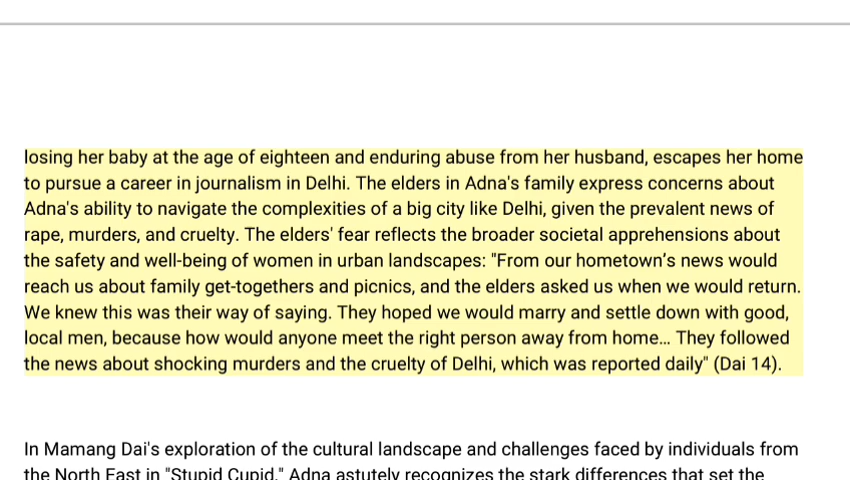 losing her baby at the age of eighteen and enduring abuse from her husband, escapes her home
to pursue a career in journalism in Delhi. The elders in Adna's family express concerns about
Adna's ability to navigate the complexities of a big city like Delhi, given the prevalent news of
rape, murders, and cruelty. The elders' fear reflects the broader societal apprehensions about
the safety and well-being of women in urban landscapes: "From our hometown’s news would
reach us about family get-togethers and picnics, and the elders asked us when we would return.
We knew this was their way of saying. They hoped we would marry and settle down with good,
local men, because how would anyone meet the right person away from home… They followed
the news about shocking murders and the cruelty of Delhi, which was reported daily" (Dai 14).
In Mamang Dai's exploration of the cultural landscape and challenges faced by individuals from
the North East in "Stupid Cupid," Adna astutely recognizes the stark differences that set the